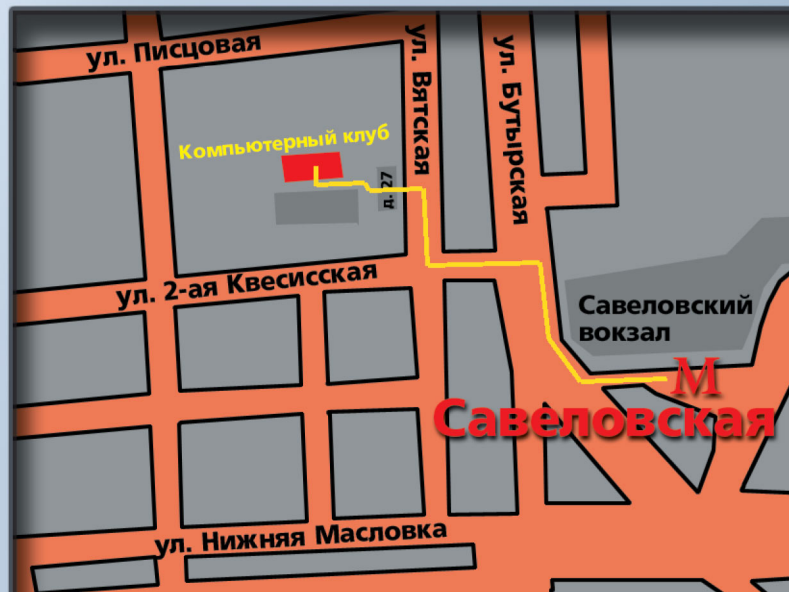 ул. Писцовая
ул. Вятская
ул. Бутырская
Компьютерный клуб
д. 27
ул. 2-ая Квесисская
Савеловский
вокзал
М
Савеловская
ул. Нижняя Масловка